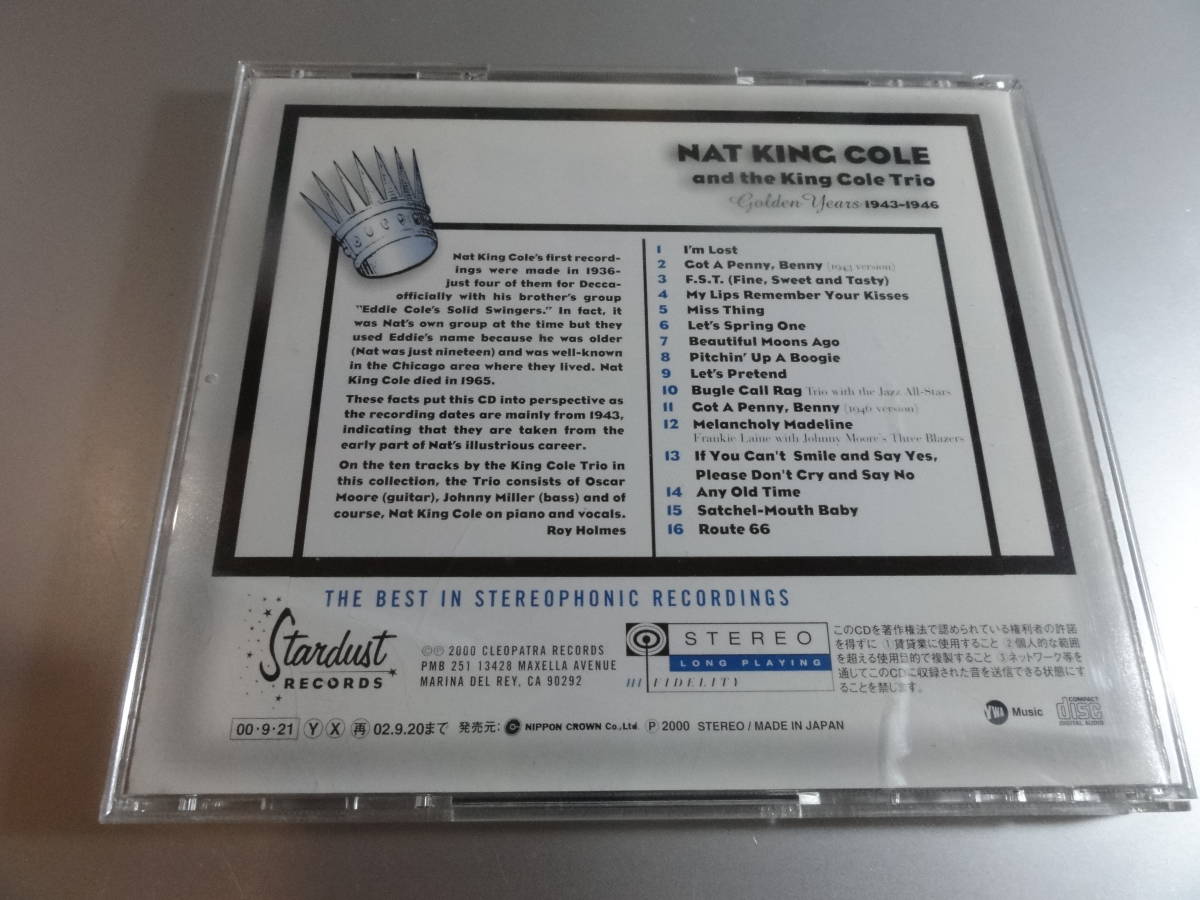 NAT KING COLE
and the King Cole Trio
Golden Years 1943-1946
Nat King Cole's first record-
ings were made in 1936-
just four of them for Decca-
officially with his brother's group
"Eddie Cole's Solid Swingers." In fact, it
was Nat's own group at the time but they
used Eddie's name because he was older
(Nat was just nineteen) and was well-known
in the Chicago area where they lived. Nat
King Cole died in 1965.
These facts put this CD into perspective as
the recording dates are mainly from 1943,
indicating that they are taken from the
early part of Nat's illustrious career.
On the ten tracks by the King Cole Trio in
this collection, the Trio consists of Oscar
Moore (guitar), Johnny Miller (bass) and of
course, Nat King Cole on piano and vocals.
Roy Holmes
1 I'm Lost
2 Got A Penny, Benny (1943 version)
3 F.S.T. (Fine, Sweet and Tasty)
4 My Lips Remember Your Kisses
5 Miss Thing
6 Let's Spring One
7 Beautiful Moons Ago
8 Pitchin' Up A Boogie
9 Let's Pretend
10 Bugle Call Rag Trio with the Jazz All-Stars
11 Got A Penny, Benny (1946 version)
12 Melancholy Madeline
Frankie Laine with Johnny Moore's Three Blazers
13 If You Can't Smile and Say Yes,
Please Don't Cry and Say No
14 Any Old Time
15 Satchel-Mouth Baby
16 Route 66
THE BEST IN STEREOPHONIC RECORDINGS
Stardust
RECORDS
©℗ 2000 CLEOPATRA RECORDS
PMB 251 13428 MAXELLA AVENUE
MARINA DEL REY, CA 90292
STEREO
LONG PLAYING
HI FIDELITY
このCDを著作権法で認められている権利者の許諾
を得ずに ①賃貸業に使用すること ②個人的な範囲
を超える使用目的で複製すること ③ネットワーク等を
通じてこのCDに収録された音を送信できる状態にす
ることを禁じます。
YWA Music
COMPACT
disc
DIGITAL AUDIO
00・9・21 Ⓨ Ⓧ ㊢ 02.9.20まで 発売元: NIPPON CROWN Co.,Ltd. ℗ 2000 STEREO / MADE IN JAPAN